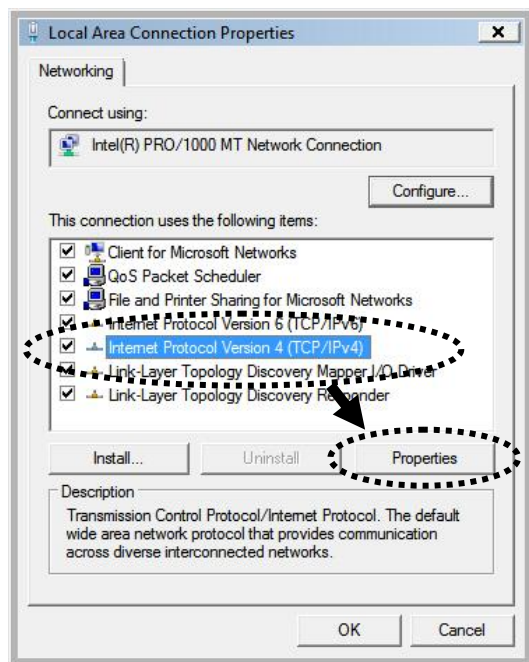 Local Area Connection Properties
Networking
Connect using:
Intel(R) PRO/1000 MT Network Connection
Configure...
This connection uses the following items:
Client for Microsoft Networks
QoS Packet Scheduler
File and Printer Sharing for Microsoft Networks
Internet Protocol Version 6 (TCP/IPv6)
Internet Protocol Version 4 (TCP/IPv4)
Link-Layer Topology Discovery Mapper I/O Driver
Link-Layer Topology Discovery Responder
Install... Uninstall Properties
Description
Transmission Control Protocol/Internet Protocol. The default
wide area network protocol that provides communication
across diverse interconnected networks.
OK Cancel